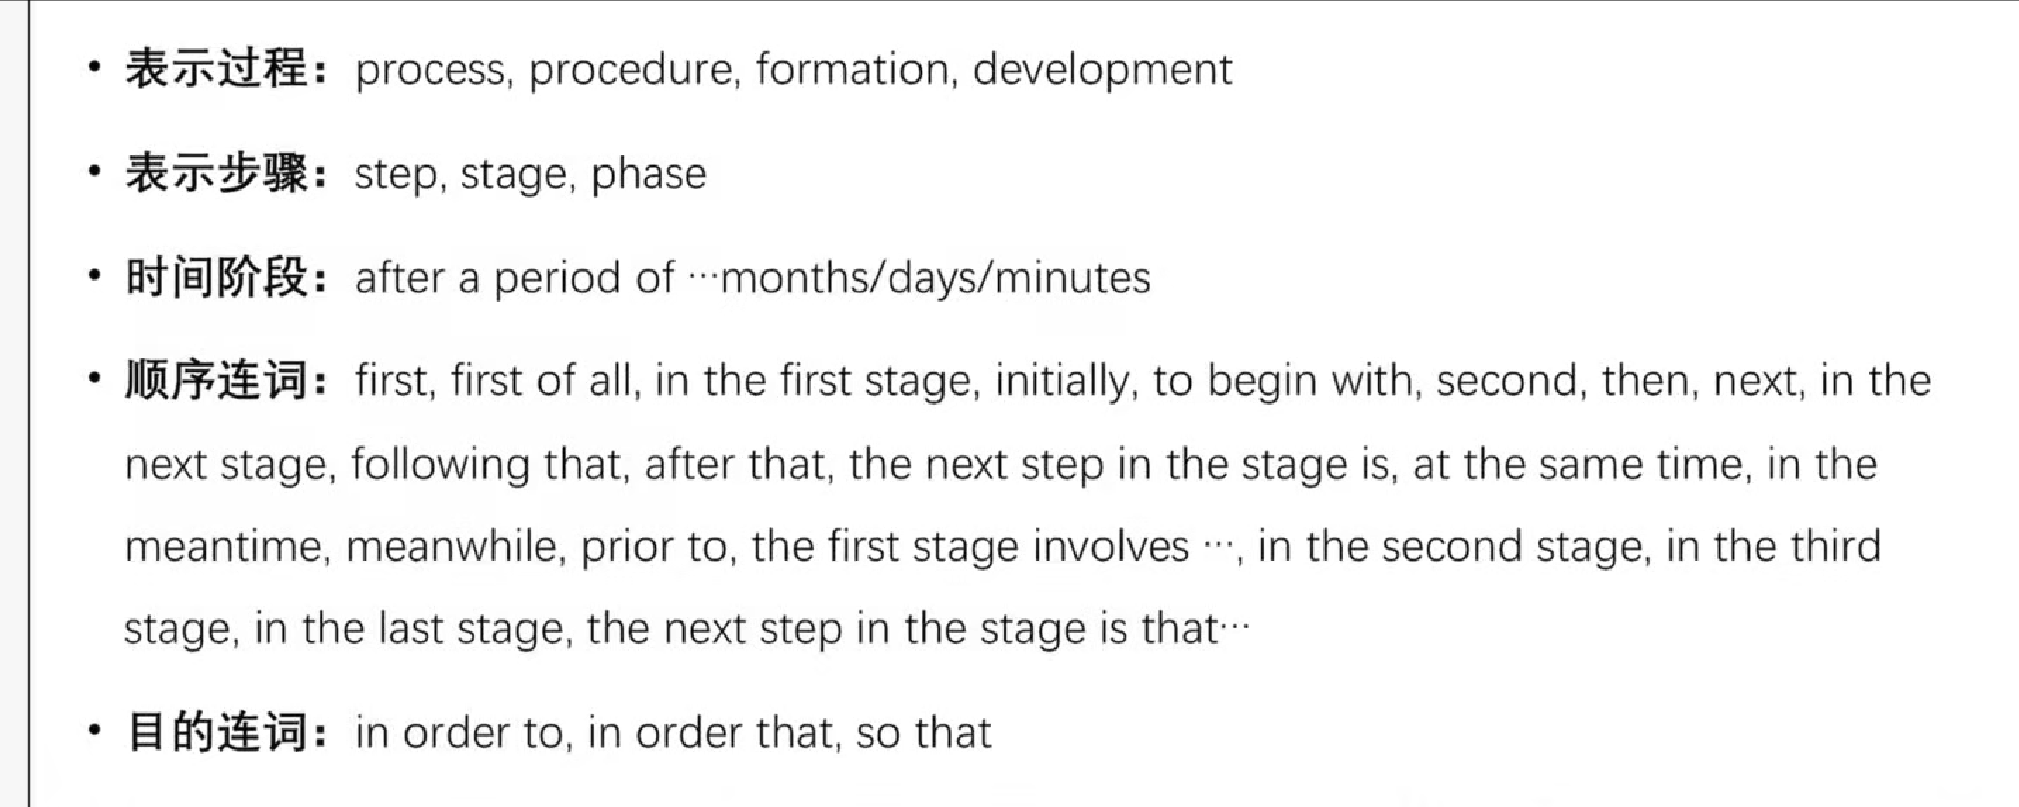 • 表示过程：process, procedure, formation, development
• 表示步骤：step, stage, phase
• 时间阶段：after a period of ···months/days/minutes
• 顺序连词：first, first of all, in the first stage, initially, to begin with, second, then, next, in the
next stage, following that, after that, the next step in the stage is, at the same time, in the
meantime, meanwhile, prior to, the first stage involves ···, in the second stage, in the third
stage, in the last stage, the next step in the stage is that···
• 目的连词：in order to, in order that, so that